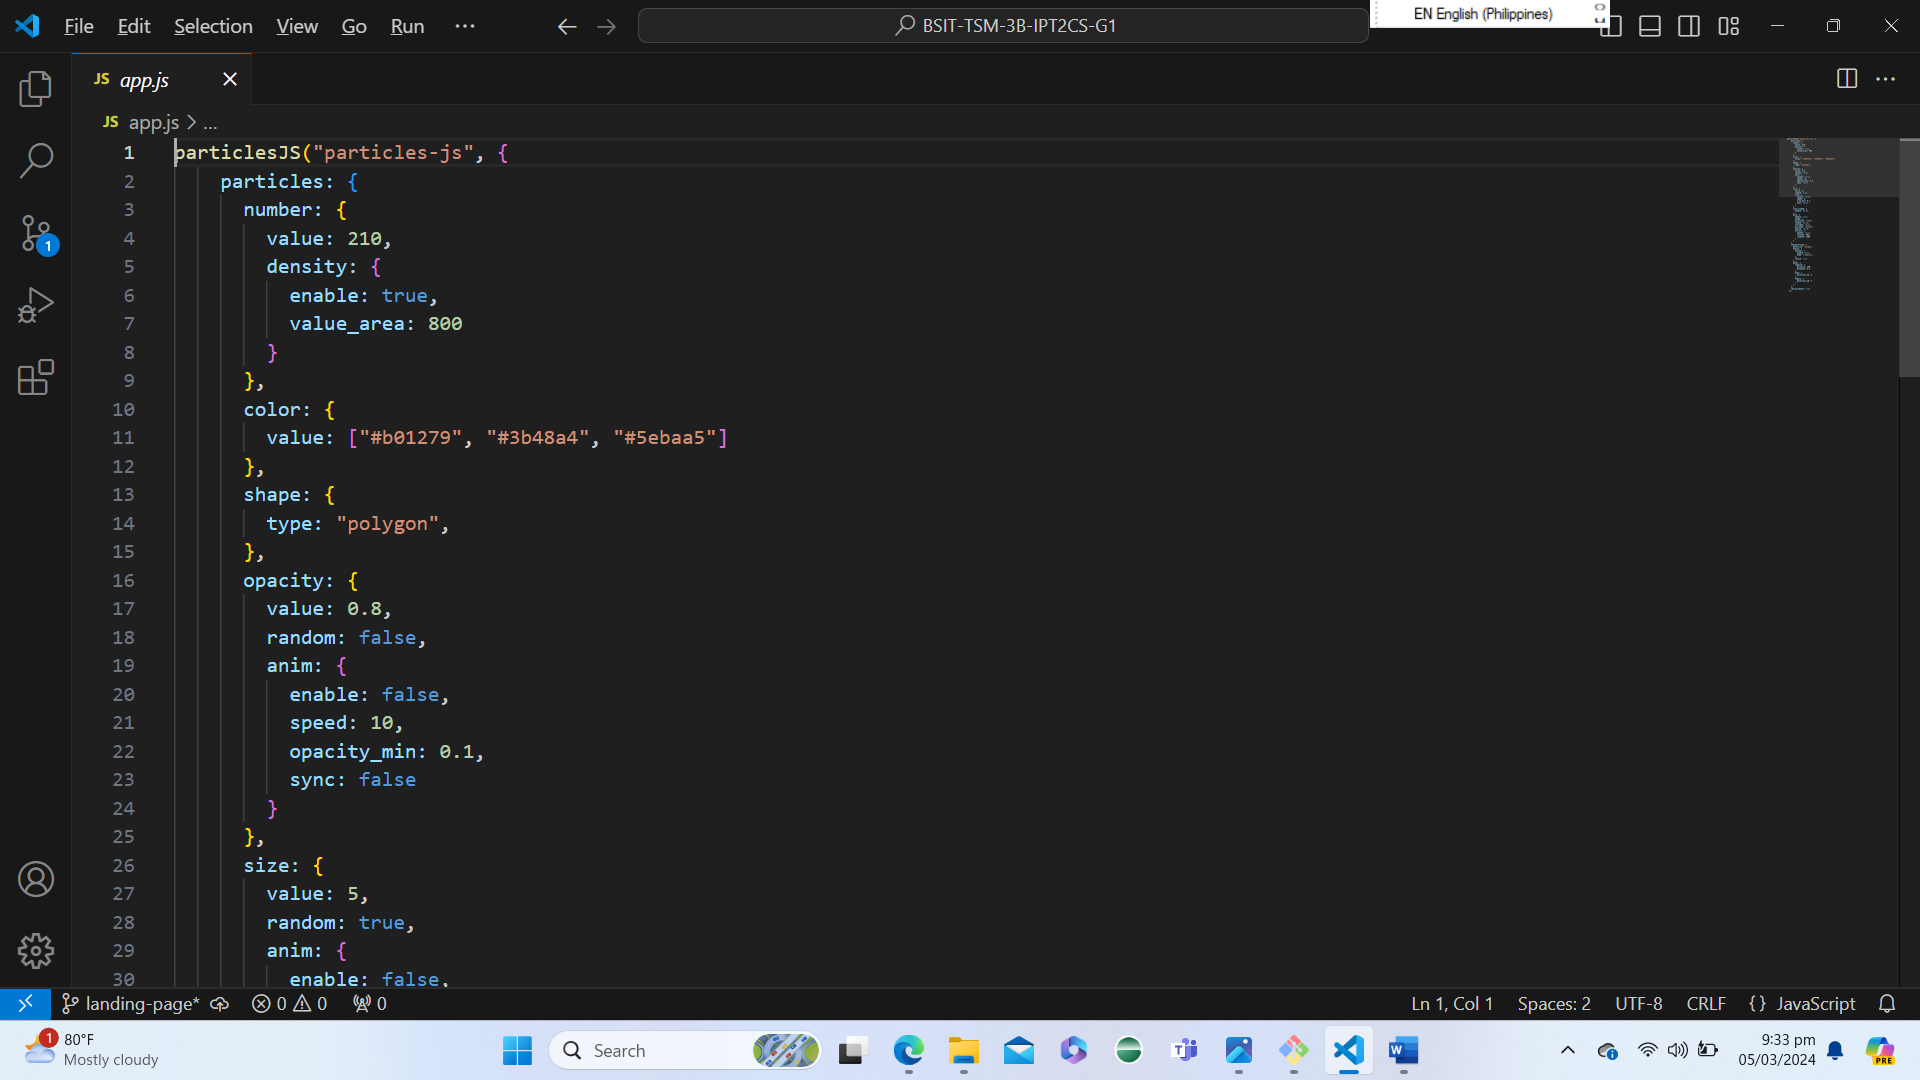 File Edit Selection View Go Run ···
BSIT-TSM-3B-IPT2CS-G1
EN English (Philippines)
JS app.js
JS app.js > ...
1 particlesJS("particles-js", {
2 particles: {
3 number: {
4 value: 210,
5 density: {
6 enable: true,
7 value_area: 800
8 }
9 },
10 color: {
11 value: ["#b01279", "#3b48a4", "#5ebaa5"]
12 },
13 shape: {
14 type: "polygon",
15 },
16 opacity: {
17 value: 0.8,
18 random: false,
19 anim: {
20 enable: false,
21 speed: 10,
22 opacity_min: 0.1,
23 sync: false
24 }
25 },
26 size: {
27 value: 5,
28 random: true,
29 anim: {
30 enable: false,
1
landing-page* 0 0 0
Ln 1, Col 1 Spaces: 2 UTF-8 CRLF {} JavaScript
1
80°F
Mostly cloudy
Search
9:33 pm
05/03/2024
PRE